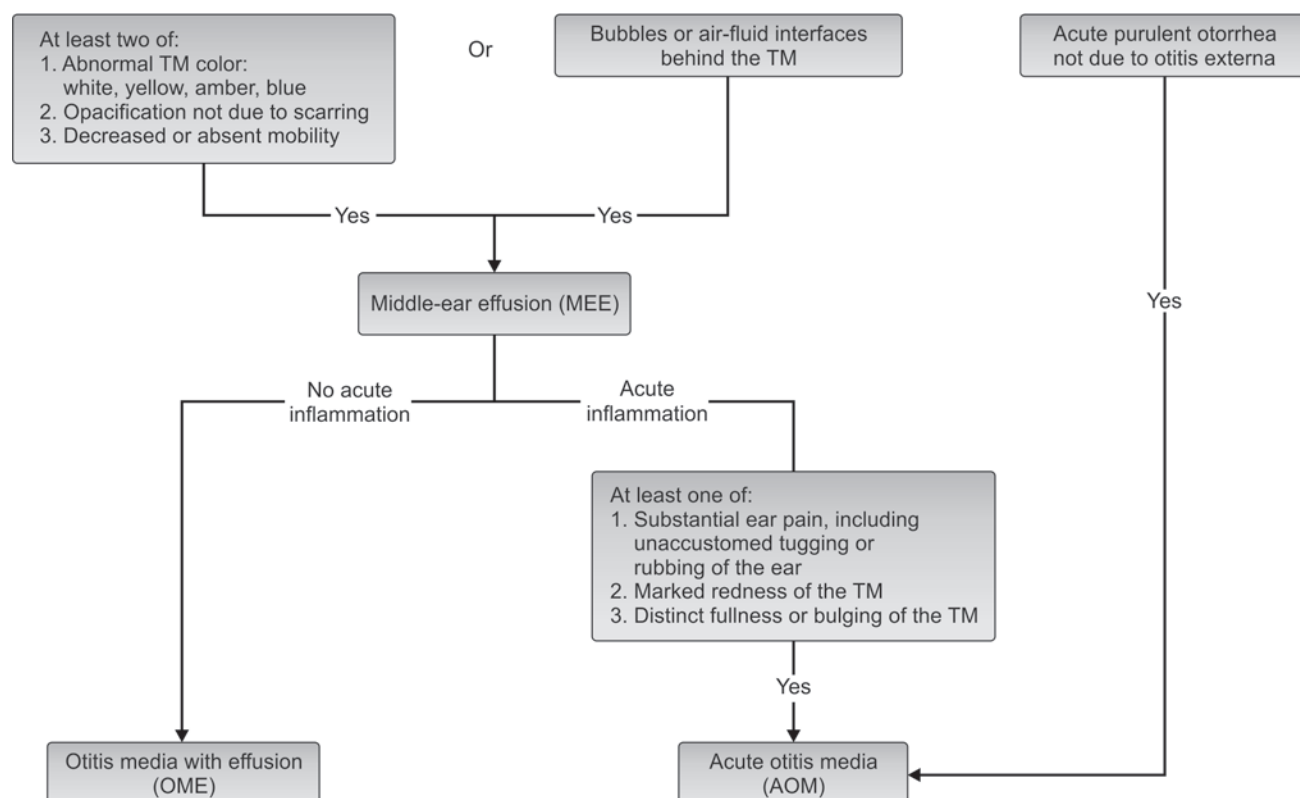 At least two of:
1. Abnormal TM color:
white, yellow, amber, blue
2. Opacification not due to scarring
3. Decreased or absent mobility
Or
Bubbles or air-fluid interfaces
behind the TM
Acute purulent otorrhea
not due to otitis externa
Yes
Yes
Yes
Middle-ear effusion (MEE)
No acute
inflammation
Acute
inflammation
At least one of:
1. Substantial ear pain, including
unaccustomed tugging or
rubbing of the ear
2. Marked redness of the TM
3. Distinct fullness or bulging of the TM
Yes
Otitis media with effusion
(OME)
Acute otitis media
(AOM)